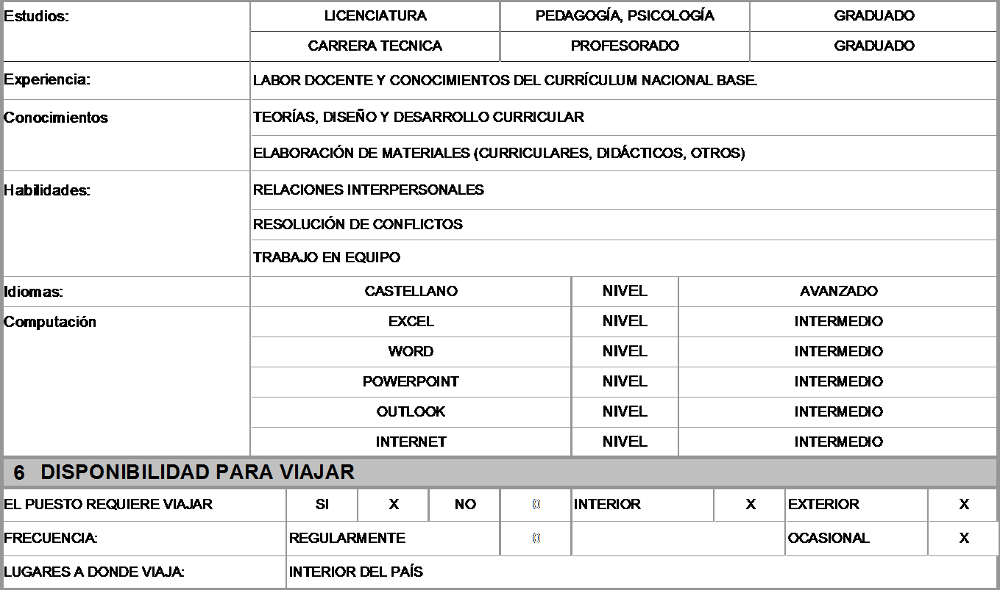 Estudios: LICENCIATURA PEDAGOGÍA, PSICOLOGÍA GRADUADO
CARRERA TECNICA PROFESORADO GRADUADO
Experiencia: LABOR DOCENTE Y CONOCIMIENTOS DEL CURRÍCULUM NACIONAL BASE.
Conocimientos TEORÍAS, DISEÑO Y DESARROLLO CURRICULAR
ELABORACIÓN DE MATERIALES (CURRICULARES, DIDÁCTICOS, OTROS)
Habilidades: RELACIONES INTERPERSONALES
RESOLUCIÓN DE CONFLICTOS
TRABAJO EN EQUIPO
Idiomas: CASTELLANO NIVEL AVANZADO
Computación EXCEL NIVEL INTERMEDIO
WORD NIVEL INTERMEDIO
POWERPOINT NIVEL INTERMEDIO
OUTLOOK NIVEL INTERMEDIO
INTERNET NIVEL INTERMEDIO
6 DISPONIBILIDAD PARA VIAJAR
EL PUESTO REQUIERE VIAJAR SI X NO 0 INTERIOR X EXTERIOR X
FRECUENCIA: REGULARMENTE 0 OCASIONAL X
LUGARES A DONDE VIAJA: INTERIOR DEL PAÍS